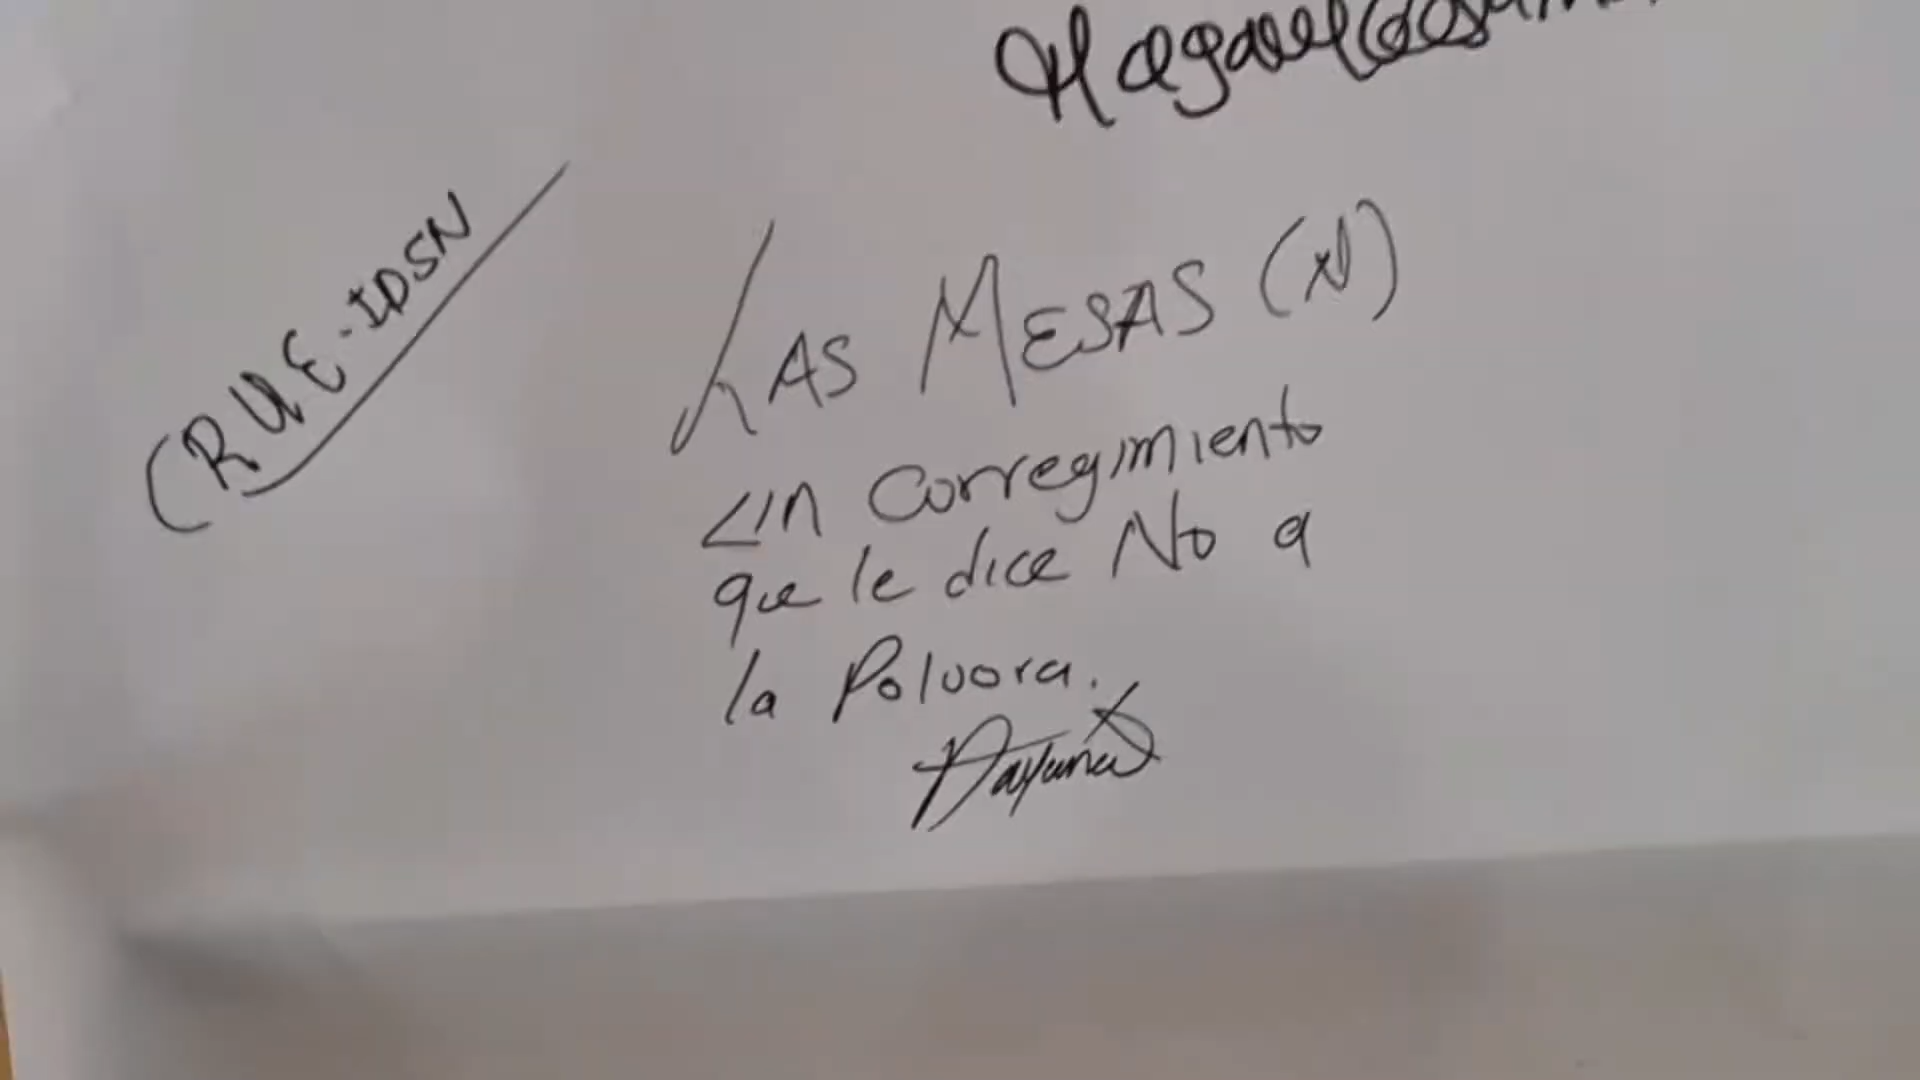 CRUE-IDSN
LAS MESAS (N)
Un Corregimiento
que le dice No a
la Polvora.